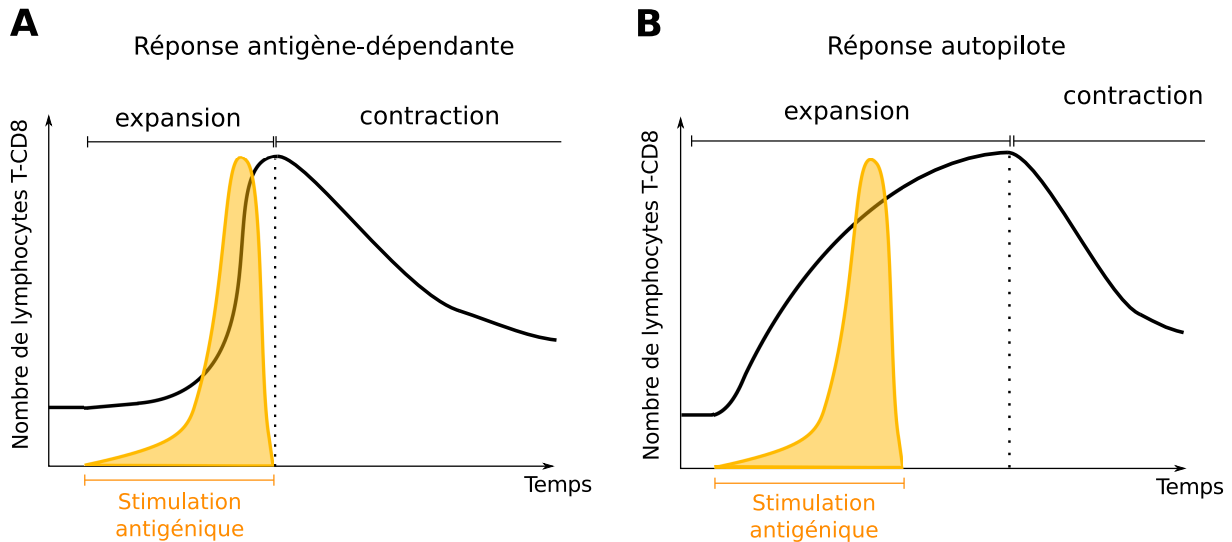 A
Réponse antigène-dépendante
expansion
contraction
Nombre de lymphocytes T-CD8
Temps
Stimulation
antigénique
B
Réponse autopilote
expansion
contraction
Nombre de lymphocytes T-CD8
Temps
Stimulation
antigénique